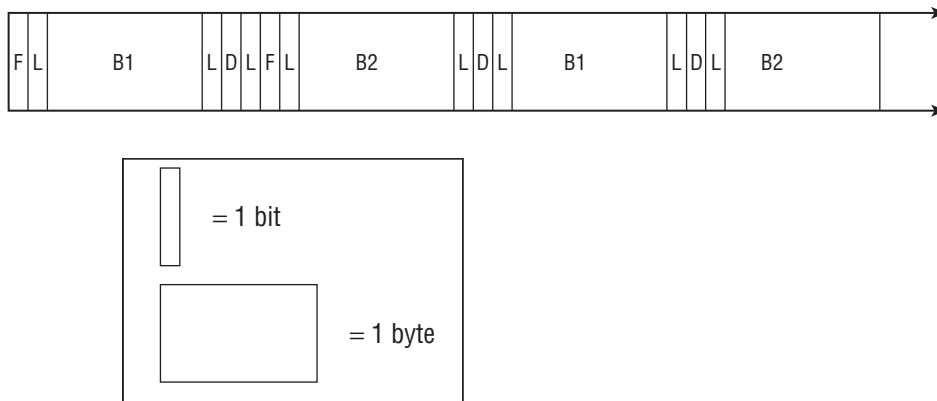 F L B1 L D L F L B2 L D L B1 L D L B2
= 1 bit
= 1 byte